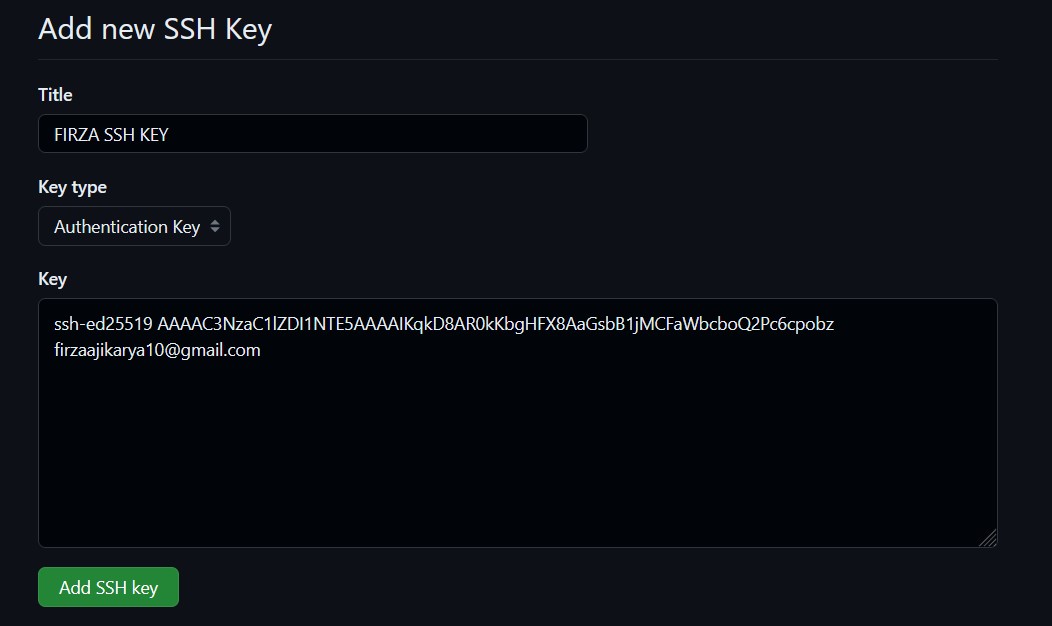 Add new SSH Key
Title
FIRZA SSH KEY
Key type
Authentication Key
Key
ssh-ed25519 AAAAC3NzaC1lZDI1NTE5AAAAIKqkD8AR0kKbgHFX8AaGsbB1jMCFaWbcboQ2Pc6cpobz
firzaajikarya10@gmail.com
Add SSH key